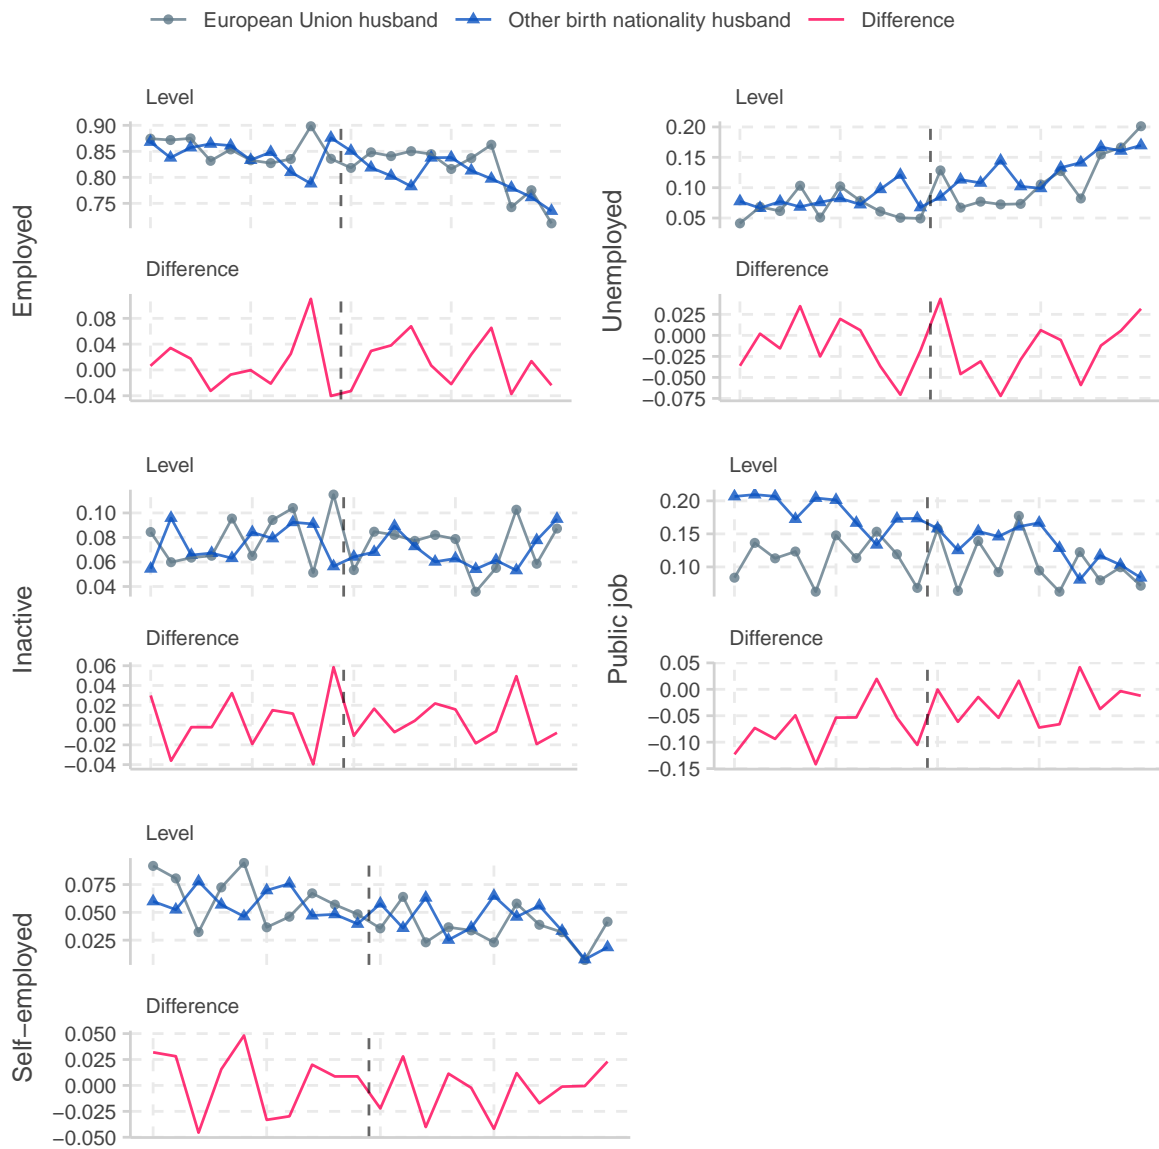 European Union husband Other birth nationality husband Difference
Employed
Level
0.90
0.85
0.80
0.75
Difference
0.08
0.04
0.00
−0.04
Unemployed
Level
0.20
0.15
0.10
0.05
Difference
0.025
0.000
−0.025
−0.050
−0.075
Inactive
Level
0.10
0.08
0.06
0.04
Difference
0.06
0.04
0.02
0.00
−0.02
−0.04
Public job
Level
0.20
0.15
0.10
Difference
0.05
0.00
−0.05
−0.10
−0.15
Self−employed
Level
0.075
0.050
0.025
Difference
0.050
0.025
0.000
−0.025
−0.050